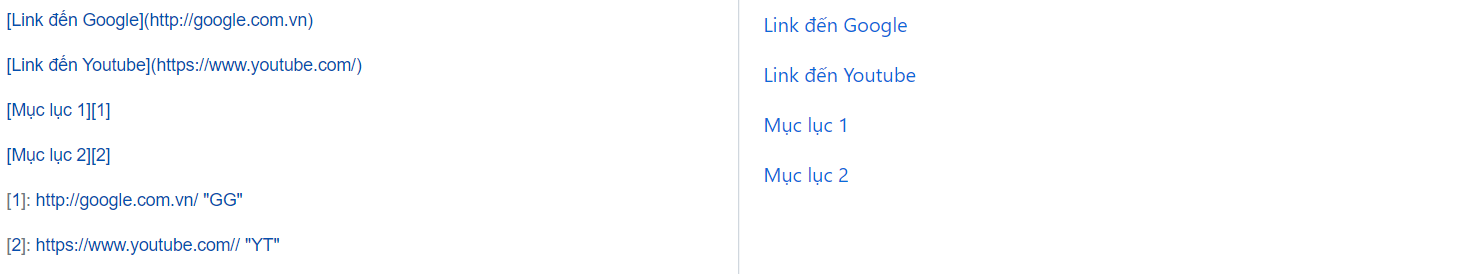 [Link đến Google](http://google.com.vn)
[Link đến Youtube](https://www.youtube.com/)
[Mục lục 1][1]
[Mục lục 2][2]
[1]: http://google.com.vn/ "GG"
[2]: https://www.youtube.com// "YT"
Link đến Google
Link đến Youtube
Mục lục 1
Mục lục 2